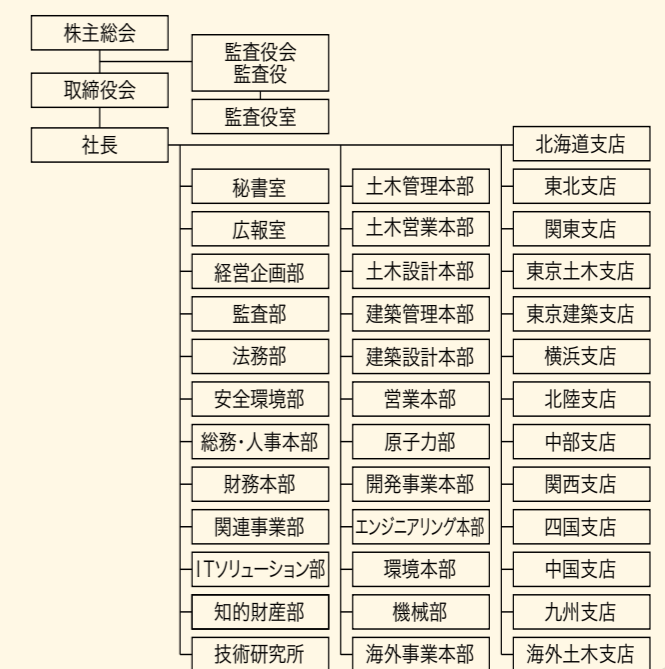 株主総会
監査役会
監査役
取締役会
監査役室
社長
秘書室
広報室
経営企画部
監査部
法務部
安全環境部
総務・人事本部
財務本部
関連事業部
ITソリューション部
知的財産部
技術研究所
土木管理本部
土木営業本部
土木設計本部
建築管理本部
建築設計本部
営業本部
原子力部
開発事業本部
エンジニアリング本部
環境本部
機械部
海外事業本部
北海道支店
東北支店
関東支店
東京土木支店
東京建築支店
横浜支店
北陸支店
中部支店
関西支店
四国支店
中国支店
九州支店
海外土木支店